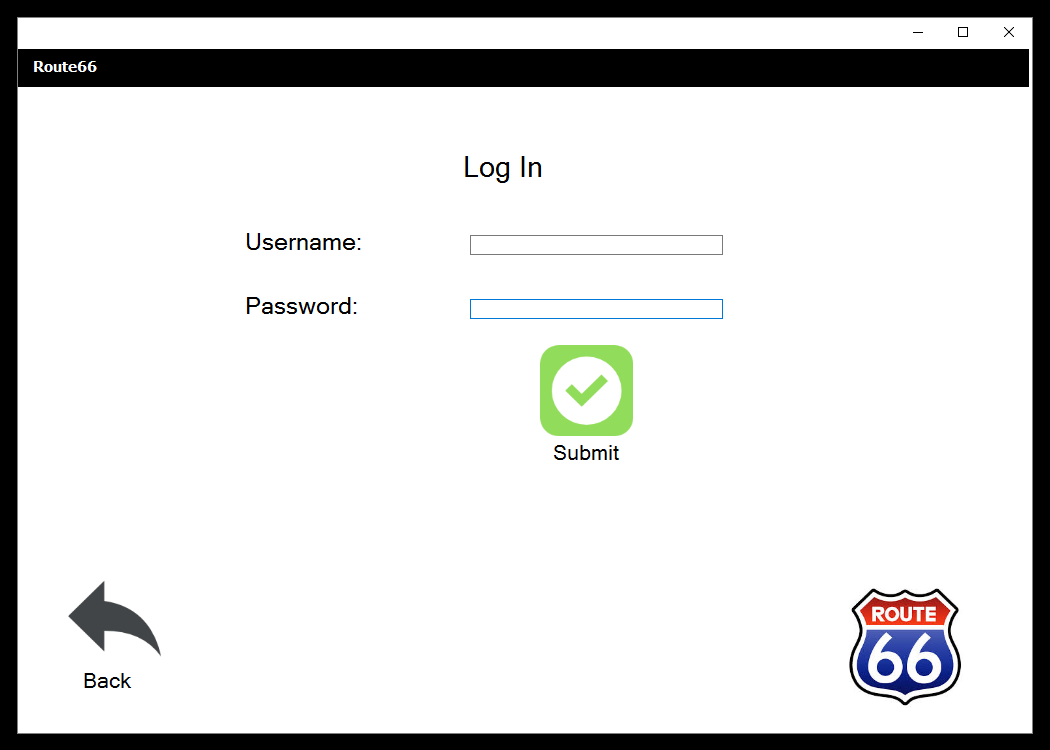 Route66
Log In
Username:
Password:
Submit
Back
ROUTE
66